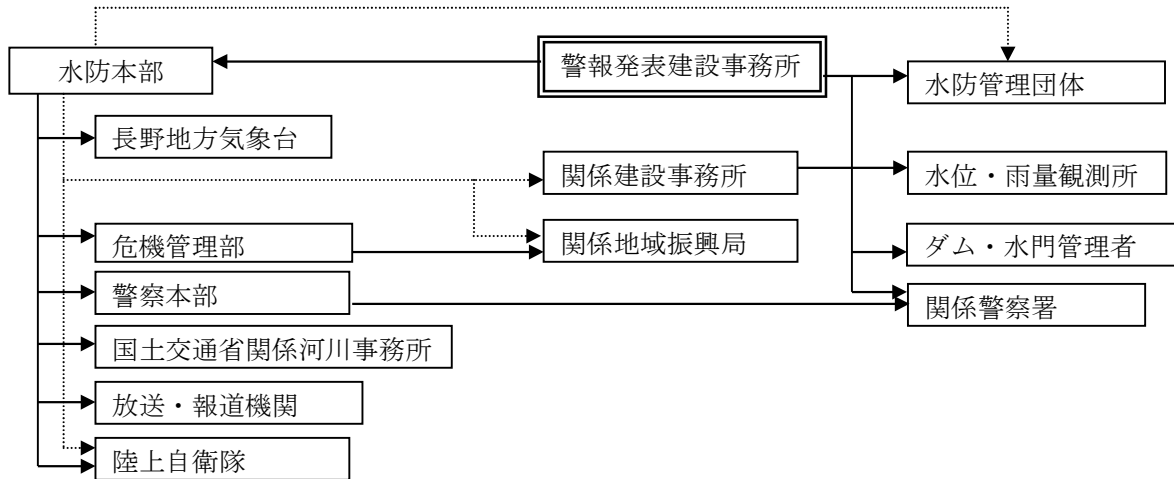 水防本部
警報発表建設事務所
水防管理団体
長野地方気象台
関係建設事務所
水位・雨量観測所
危機管理部
関係地域振興局
ダム・水門管理者
警察本部
関係警察署
国土交通省関係河川事務所
放送・報道機関
陸上自衛隊